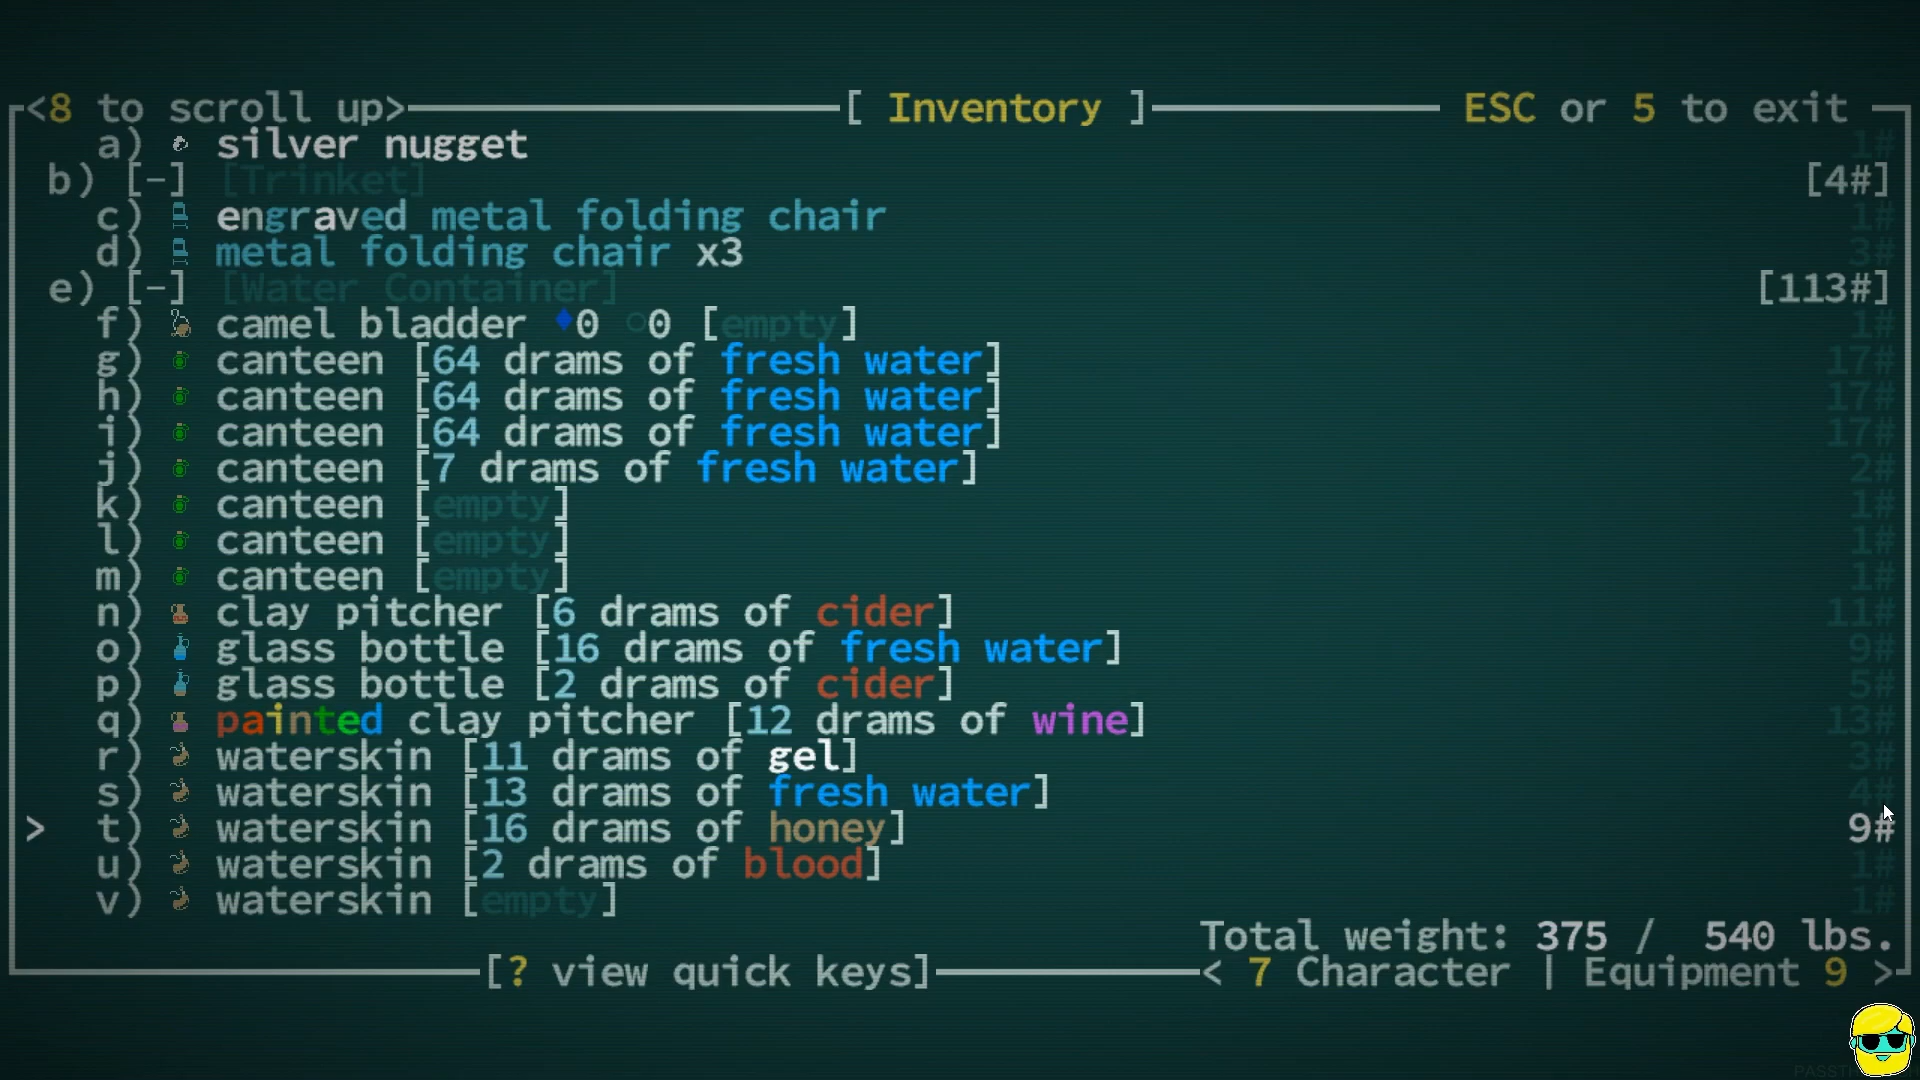 <8 to scroll up> [ Inventory ] ESC or 5 to exit
a) silver nugget 1#
b) [-] [Trinket] [4#]
c) engraved metal folding chair 1#
d) metal folding chair x3 3#
e) [-] [Water Container] [113#]
f) camel bladder ♦0 ○0 [empty] 1#
g) canteen [64 drams of fresh water] 17#
h) canteen [64 drams of fresh water] 17#
i) canteen [64 drams of fresh water] 17#
j) canteen [7 drams of fresh water] 2#
k) canteen [empty] 1#
l) canteen [empty] 1#
m) canteen [empty] 1#
n) clay pitcher [6 drams of cider] 11#
o) glass bottle [16 drams of fresh water] 9#
p) glass bottle [2 drams of cider] 5#
q) painted clay pitcher [12 drams of wine] 13#
r) waterskin [11 drams of gel] 3#
s) waterskin [13 drams of fresh water] 4#
> t) waterskin [16 drams of honey] 9#
u) waterskin [2 drams of blood] 1#
v) waterskin [empty] 1#
Total weight: 375 / 540 lbs.
[? view quick keys] < 7 Character | Equipment 9 >